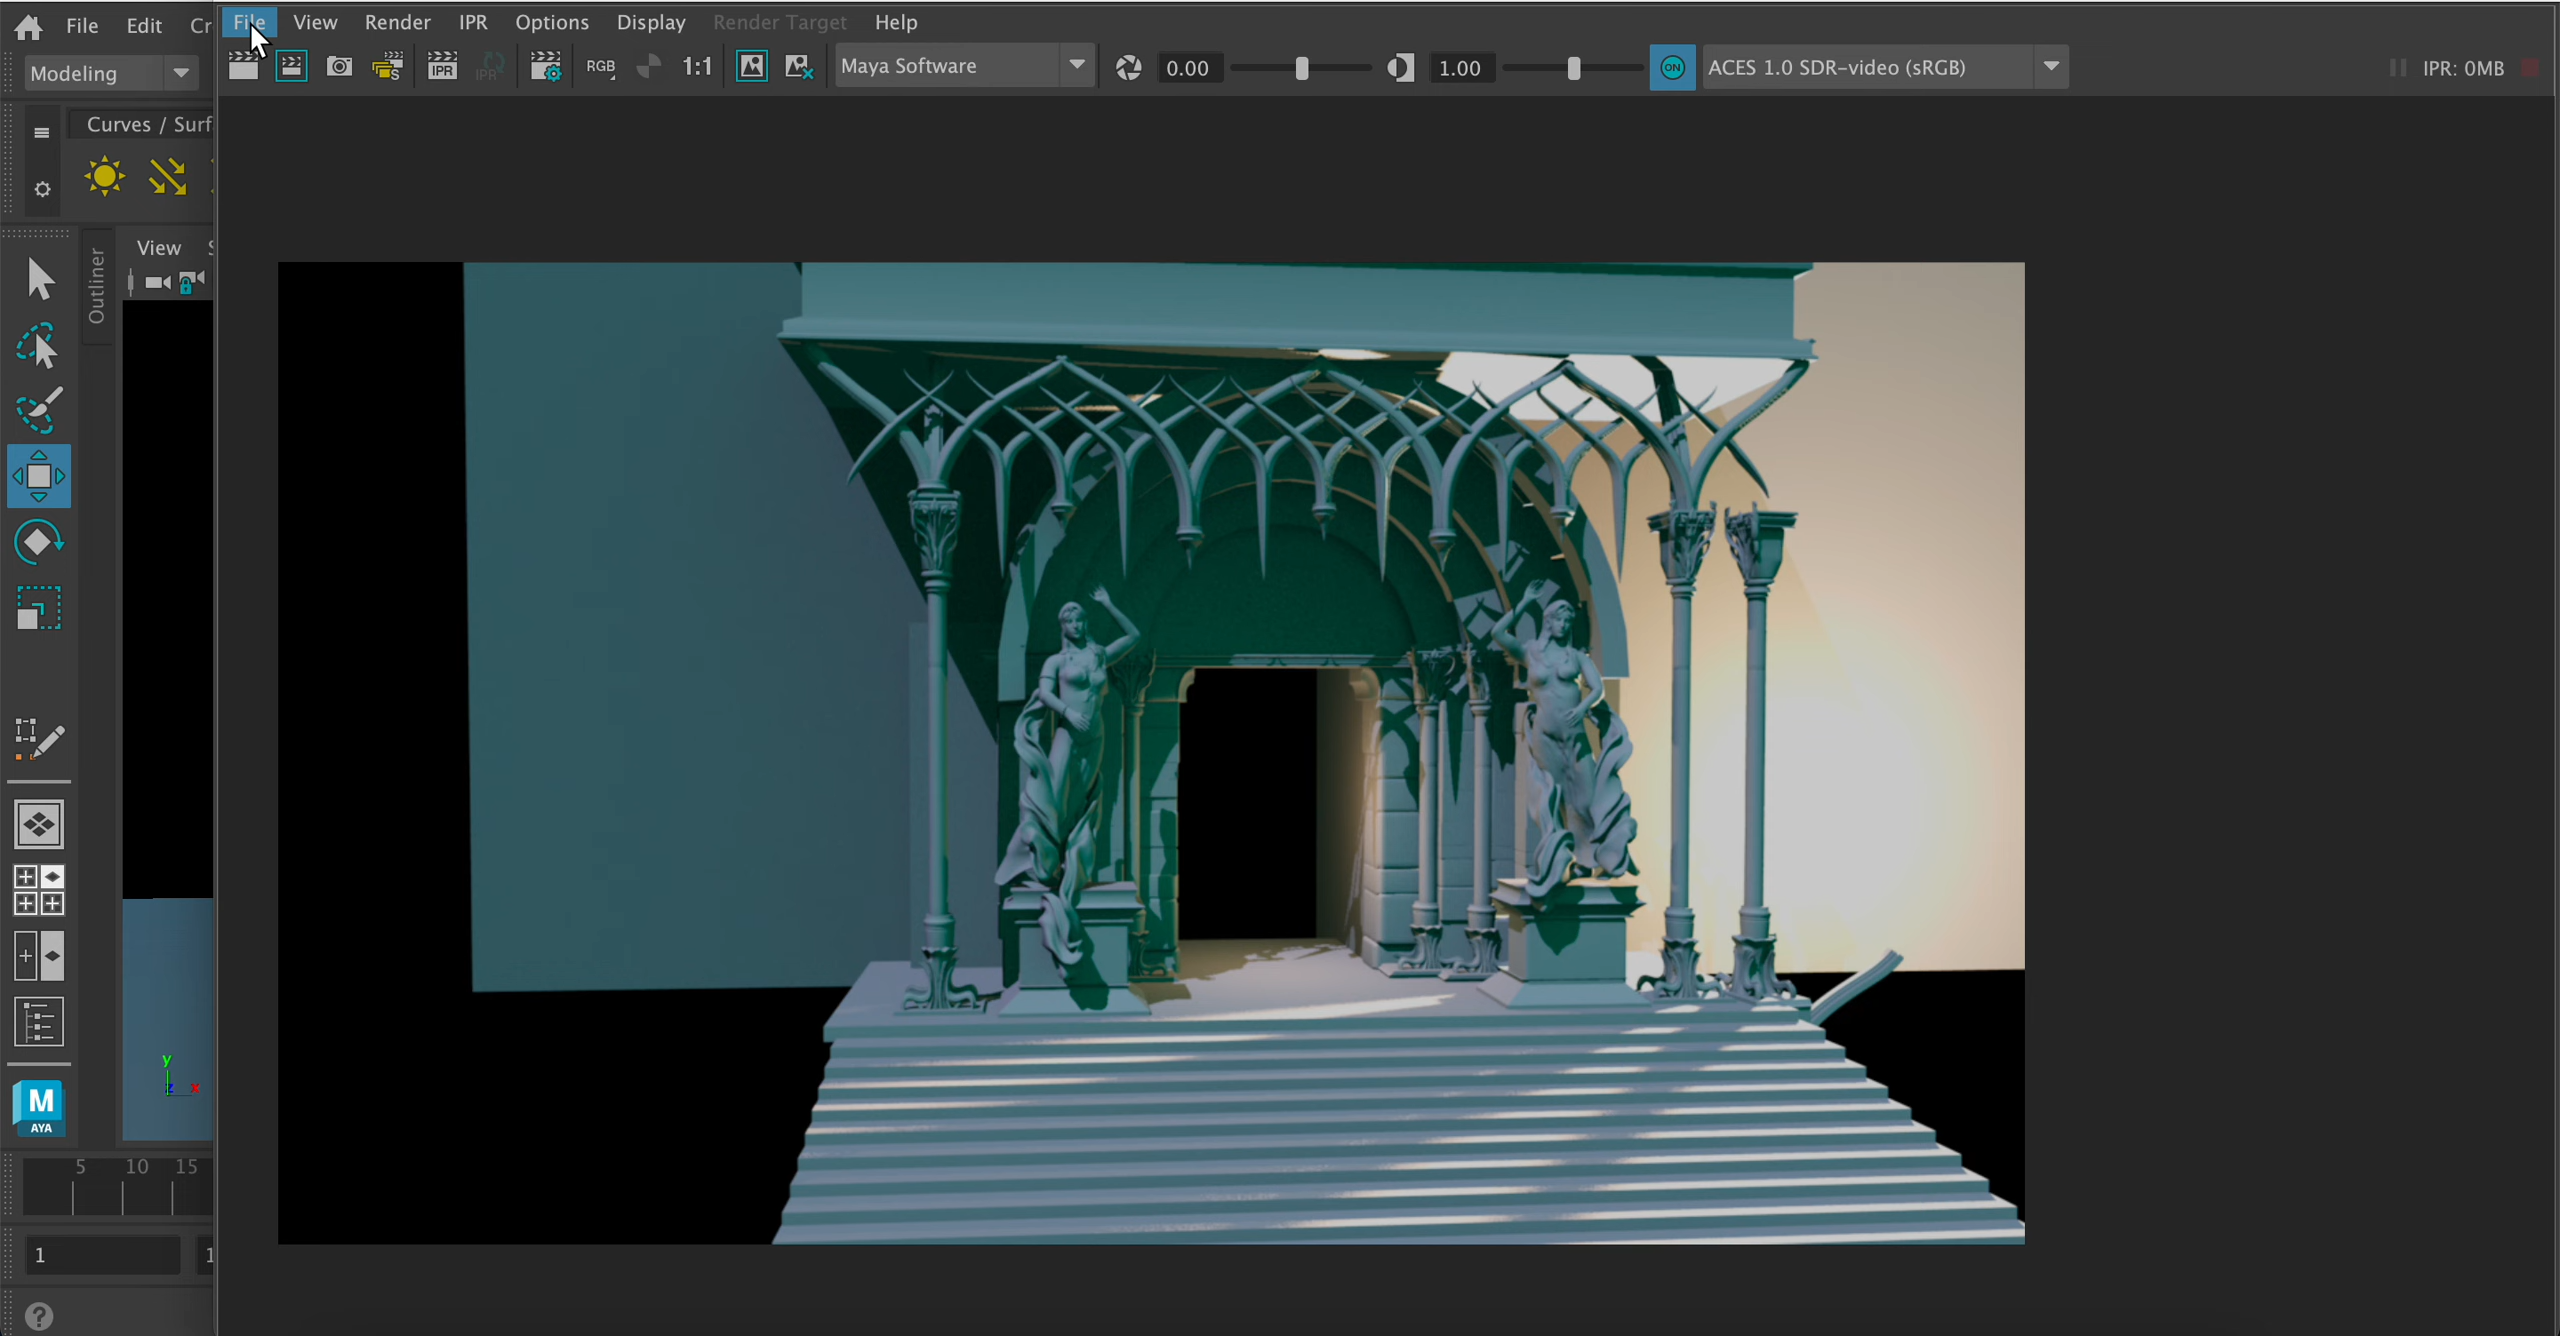 File Edit Cr
File View Render IPR Options Display Render Target Help
Modeling
IPR IPR RGB 1:1 Maya Software 0.00 1.00 ON ACES 1.0 SDR-video (sRGB) IPR: 0MB
Curves / Surf
View S
Outliner
y
z x
M
AYA
5 10 15
1 1
?